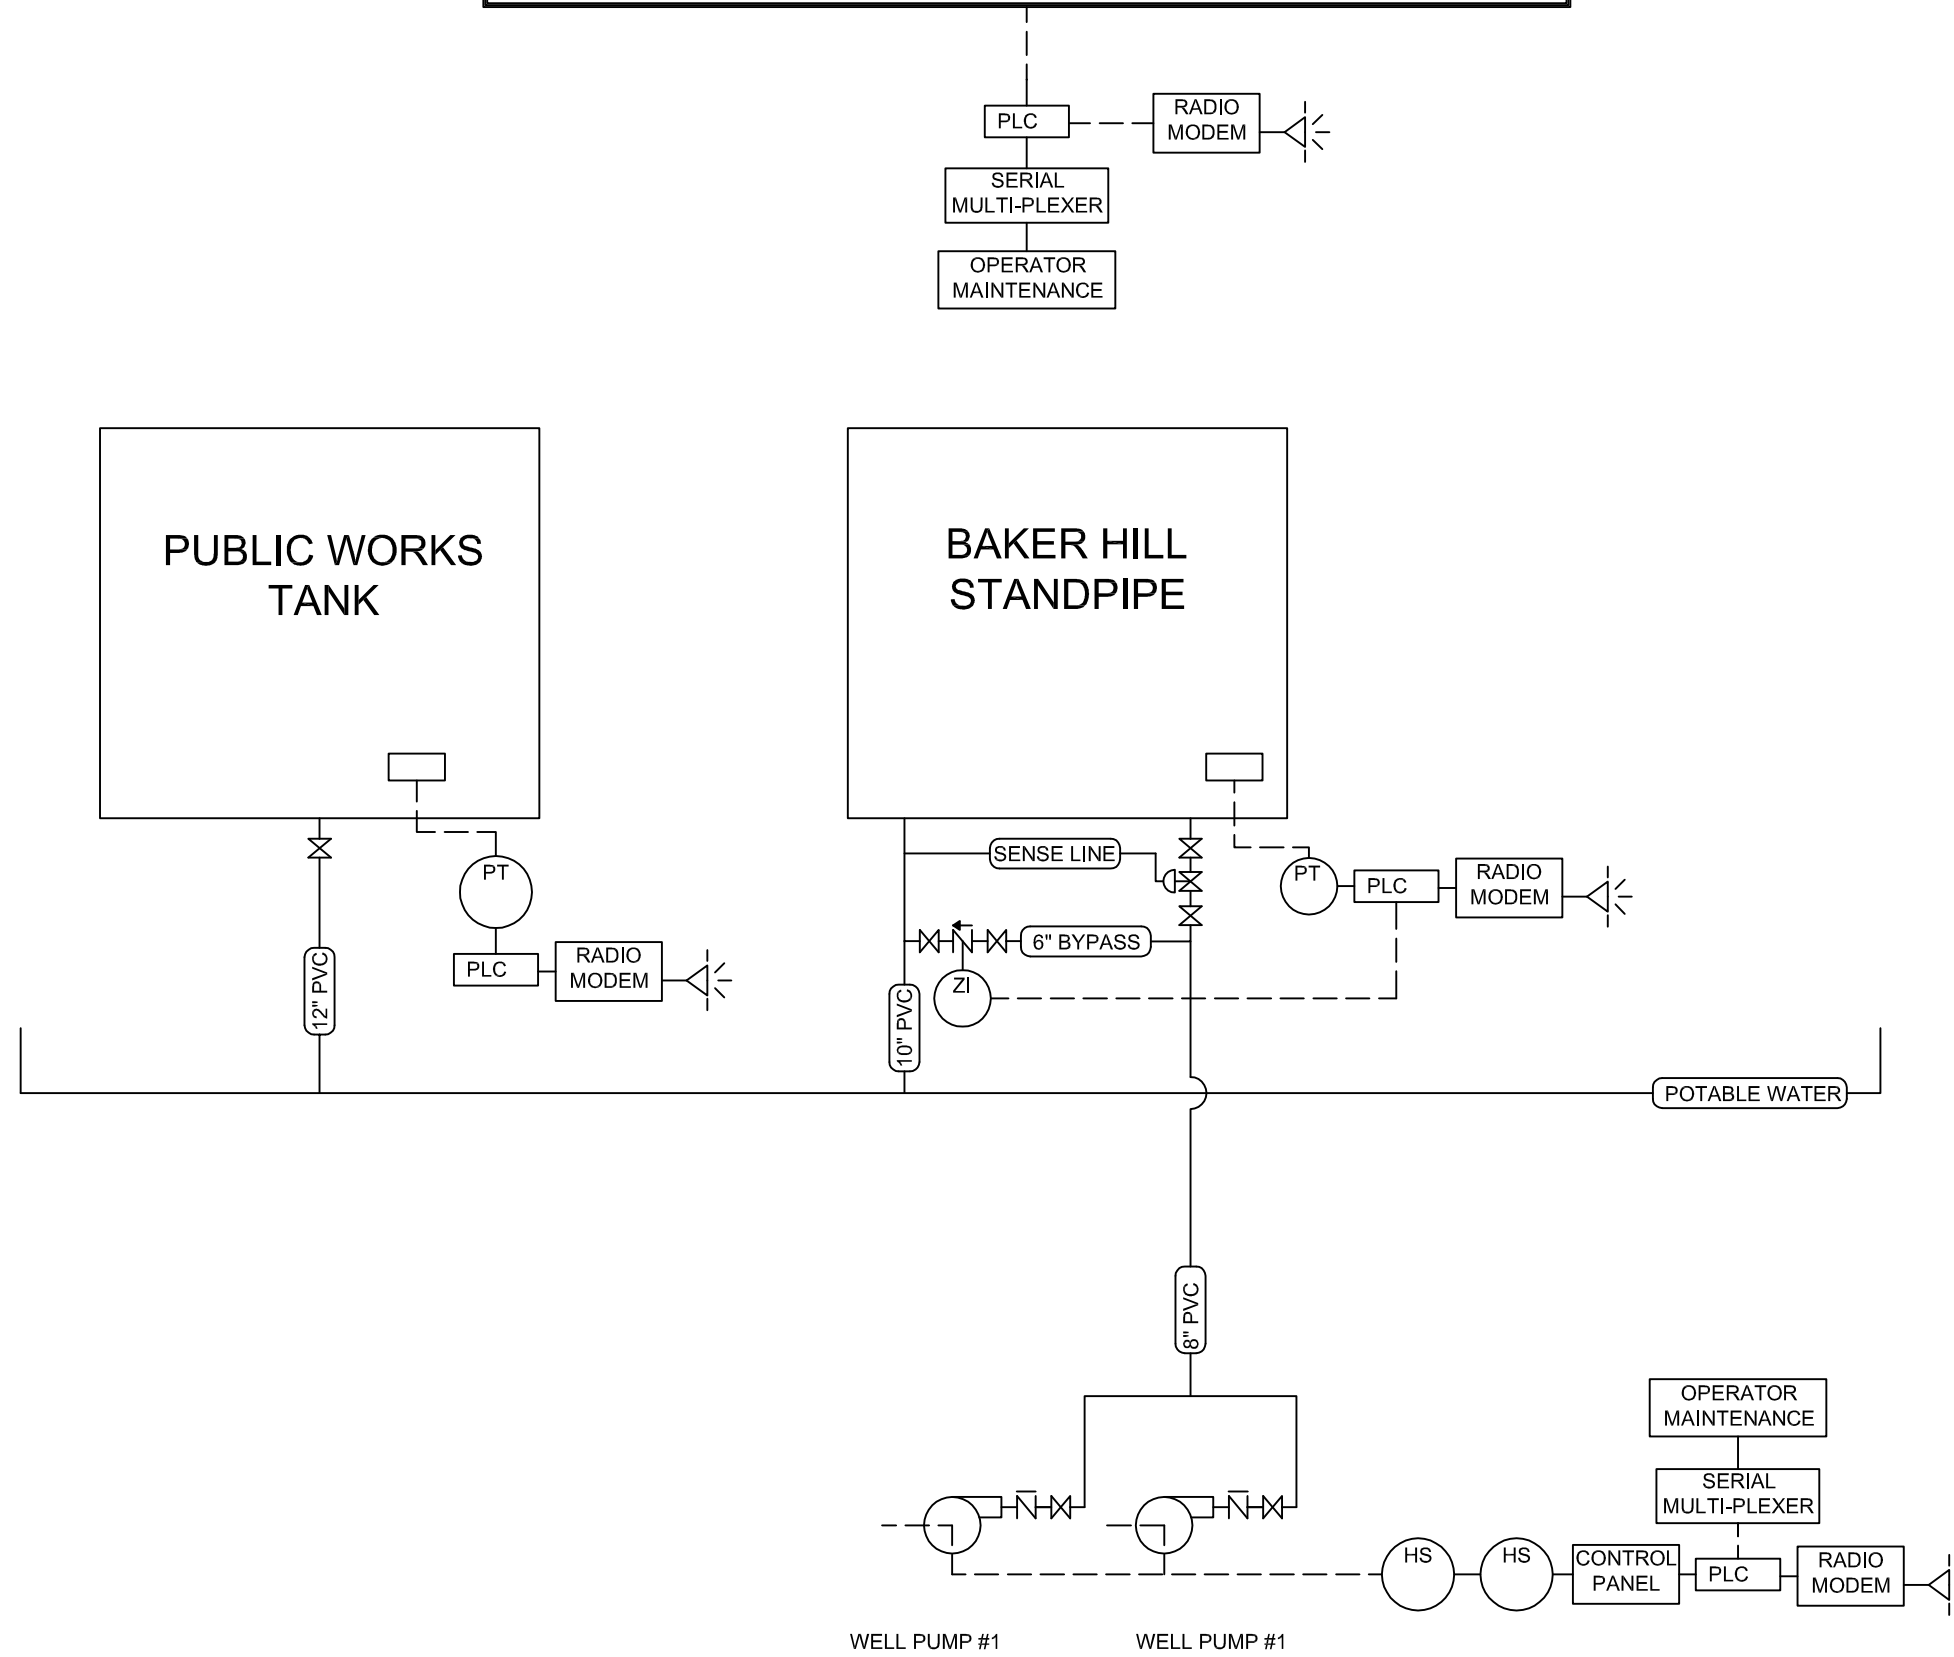 PLC
RADIO
MODEM
SERIAL
MULTI-PLEXER
OPERATOR
MAINTENANCE
PUBLIC WORKS
TANK
BAKER HILL
STANDPIPE
SENSE LINE
PT
PLC
RADIO
MODEM
12" PVC
PT
PLC
RADIO
MODEM
6" BYPASS
ZI
10" PVC
POTABLE WATER
8" PVC
OPERATOR
MAINTENANCE
SERIAL
MULTI-PLEXER
HS
HS
CONTROL
PANEL
PLC
RADIO
MODEM
WELL PUMP #1
WELL PUMP #1